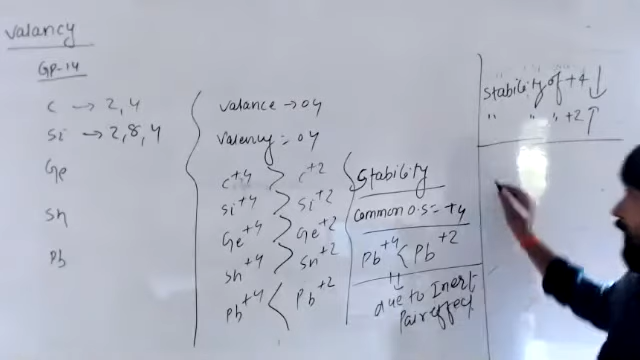 Valancy
GP-14
C → 2, 4
Si → 2, 8, 4
Ge
Sn
Pb
valance → 04
valency = 04
C+4 > C+2
Si+4 > Si+2
Ge+4 > Ge+2
Sn+4 > Sn+2
Pb+4 < Pb+2
Stability
Common O.S = +4
Pb+4 < Pb+2
due to Inert
Pair effect
Stability of +4 ↓
" " " +2 ↑